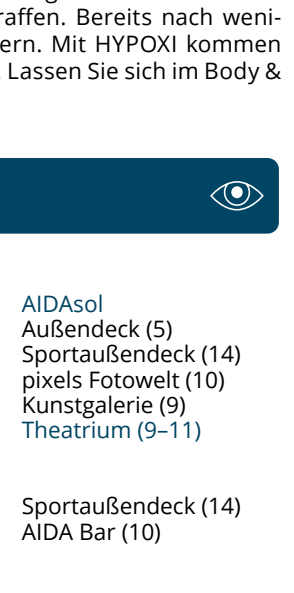 raffen. Bereits nach weni-
ern. Mit HYPOXI kommen
Lassen Sie sich im Body &
AIDAsol
Außendeck (5)
Sportaußendeck (14)
pixels Fotowelt (10)
Kunstgalerie (9)
Theatrium (9–11)
Sportaußendeck (14)
AIDA Bar (10)